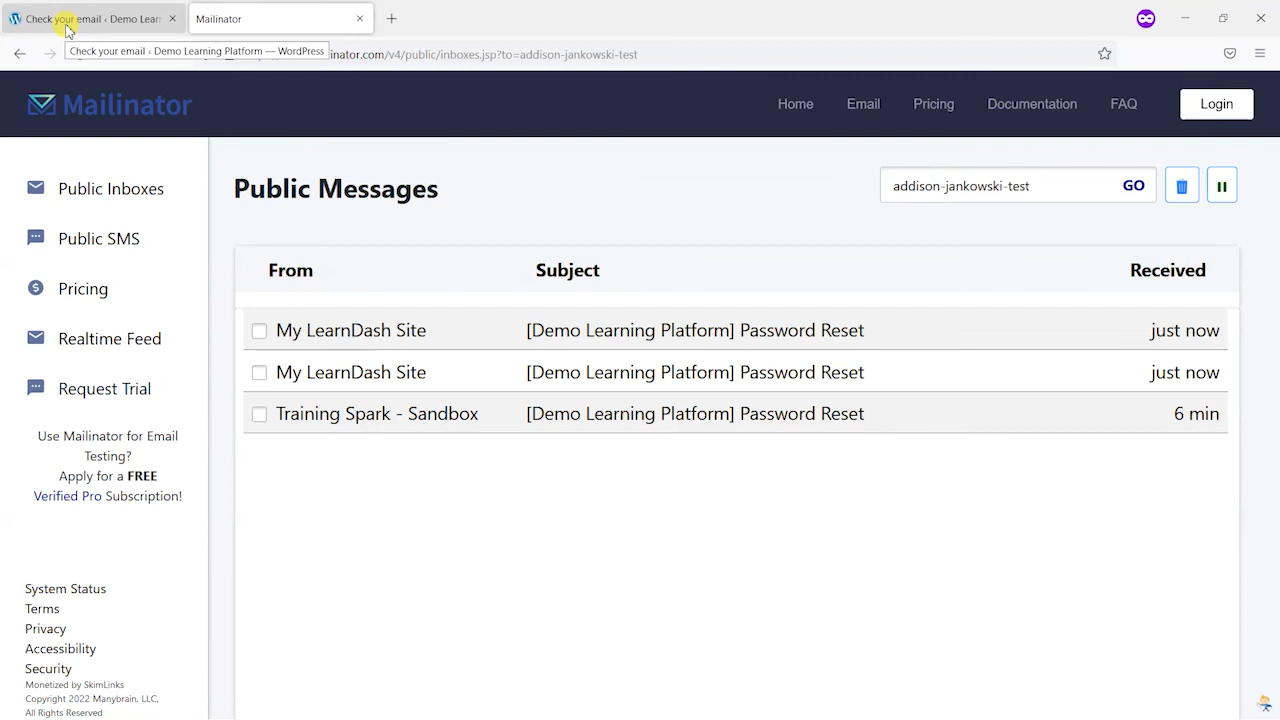 Check your email ‹ Demo Lear
Mailinator
Check your email ‹ Demo Learning Platform — WordPress
inator.com/v4/public/inboxes.jsp?to=addison-jankowski-test
Mailinator
Home
Email
Pricing
Documentation
FAQ
Login
Public Inboxes
Public SMS
Pricing
Realtime Feed
Request Trial
Use Mailinator for Email
Testing?
Apply for a FREE
Verified Pro Subscription!
System Status
Terms
Privacy
Accessibility
Security
Monetized by SkimLinks
Copyright 2022 Manybrain, LLC,
All Rights Reserved
Public Messages
addison-jankowski-test
GO
From Subject Received
My LearnDash Site [Demo Learning Platform] Password Reset just now
My LearnDash Site [Demo Learning Platform] Password Reset just now
Training Spark - Sandbox [Demo Learning Platform] Password Reset 6 min